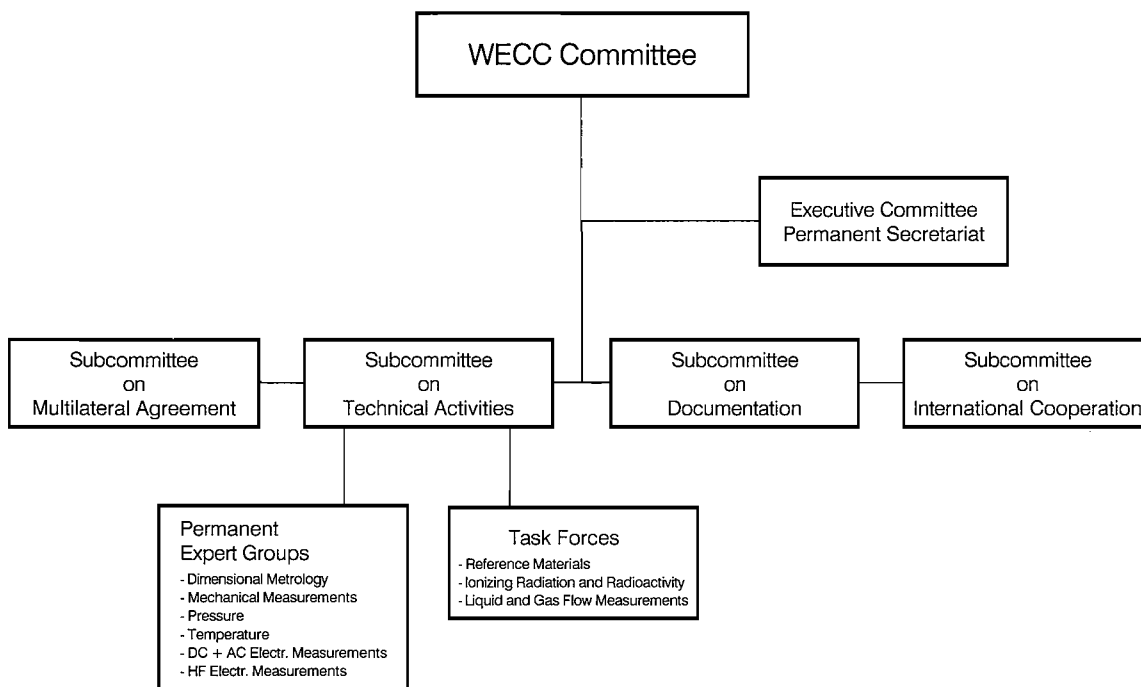 WECC Committee
Executive Committee
Permanent Secretariat
Subcommittee
on
Multilateral Agreement
Subcommittee
on
Technical Activities
Subcommittee
on
Documentation
Subcommittee
on
International Cooperation
Permanent
Expert Groups
- Dimensional Metrology
- Mechanical Measurements
- Pressure
- Temperature
- DC + AC Electr. Measurements
- HF Electr. Measurements
Task Forces
- Reference Materials
- Ionizing Radiation and Radioactivity
- Liquid and Gas Flow Measurements